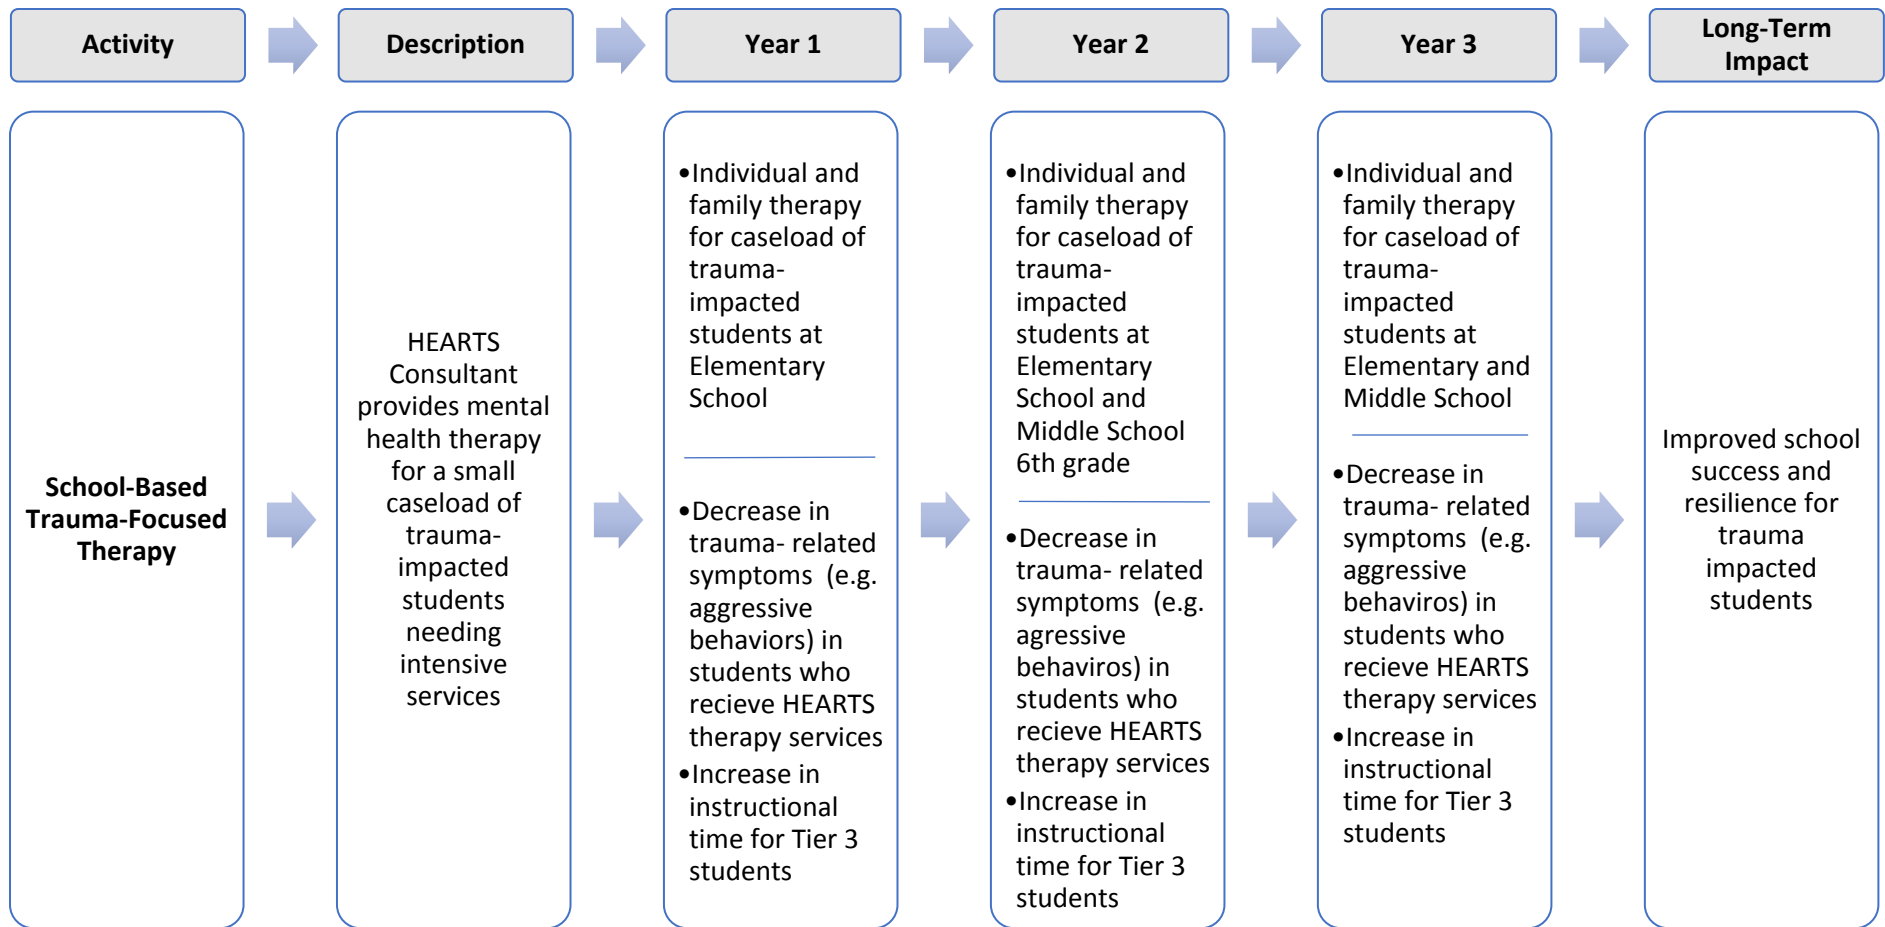 Activity
Description
Year 1
Year 2
Year 3
Long-Term
Impact
School-Based
Trauma-Focused
Therapy
HEARTS
Consultant
provides mental
health therapy
for a small
caseload of
trauma-
impacted
students
needing
intensive
services
•Individual and
family therapy
for caseload of
trauma-
impacted
students at
Elementary
School
•Decrease in
trauma- related
symptoms  (e.g.
aggressive
behaviors) in
students who
recieve HEARTS
therapy services
•Increase in
instructional
time for Tier 3
students
•Individual and
family therapy
for caseload of
trauma-
impacted
students at
Elementary
School and
Middle School
6th grade
•Decrease in
trauma- related
symptoms  (e.g.
agressive
behaviros) in
students who
recieve HEARTS
therapy services
•Increase in
instructional
time for Tier 3
students
•Individual and
family therapy
for caseload of
trauma-
impacted
students at
Elementary and
Middle School
•Decrease in
trauma- related
symptoms  (e.g.
aggressive
behaviros) in
students who
recieve HEARTS
therapy services
•Increase in
instructional
time for Tier 3
students
Improved school
success and
resilience for
trauma
impacted
students